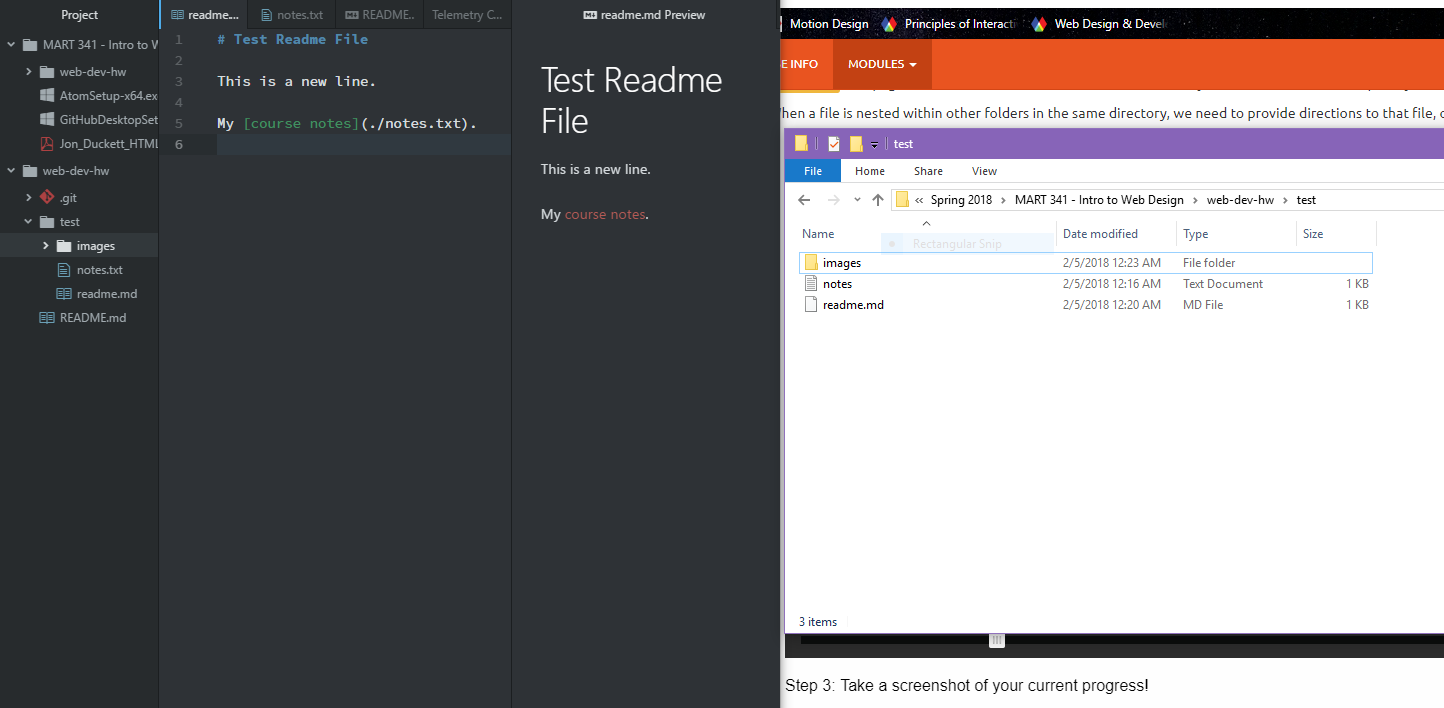 Project
MART 341 - Intro to W
web-dev-hw
AtomSetup-x64.ex
GitHubDesktopSet
Jon_Duckett_HTML
web-dev-hw
.git
test
images
notes.txt
readme.md
README.md
readme...
notes.txt
README..
Telemetry C...
1 # Test Readme File
2
3 This is a new line.
4
5 My [course notes](./notes.txt).
6
readme.md Preview
Test Readme
File
This is a new line.
My course notes.
Motion Design
Principles of Interacti
Web Design & Devel
E INFO
MODULES
hen a file is nested within other folders in the same directory, we need to provide directions to that file,
test
File Home Share View
« Spring 2018 › MART 341 - Intro to Web Design › web-dev-hw › test
Name Date modified Type Size
Rectangular Snip
images 2/5/2018 12:23 AM File folder
notes 2/5/2018 12:16 AM Text Document 1 KB
readme.md 2/5/2018 12:20 AM MD File 1 KB
3 items
Step 3: Take a screenshot of your current progress!